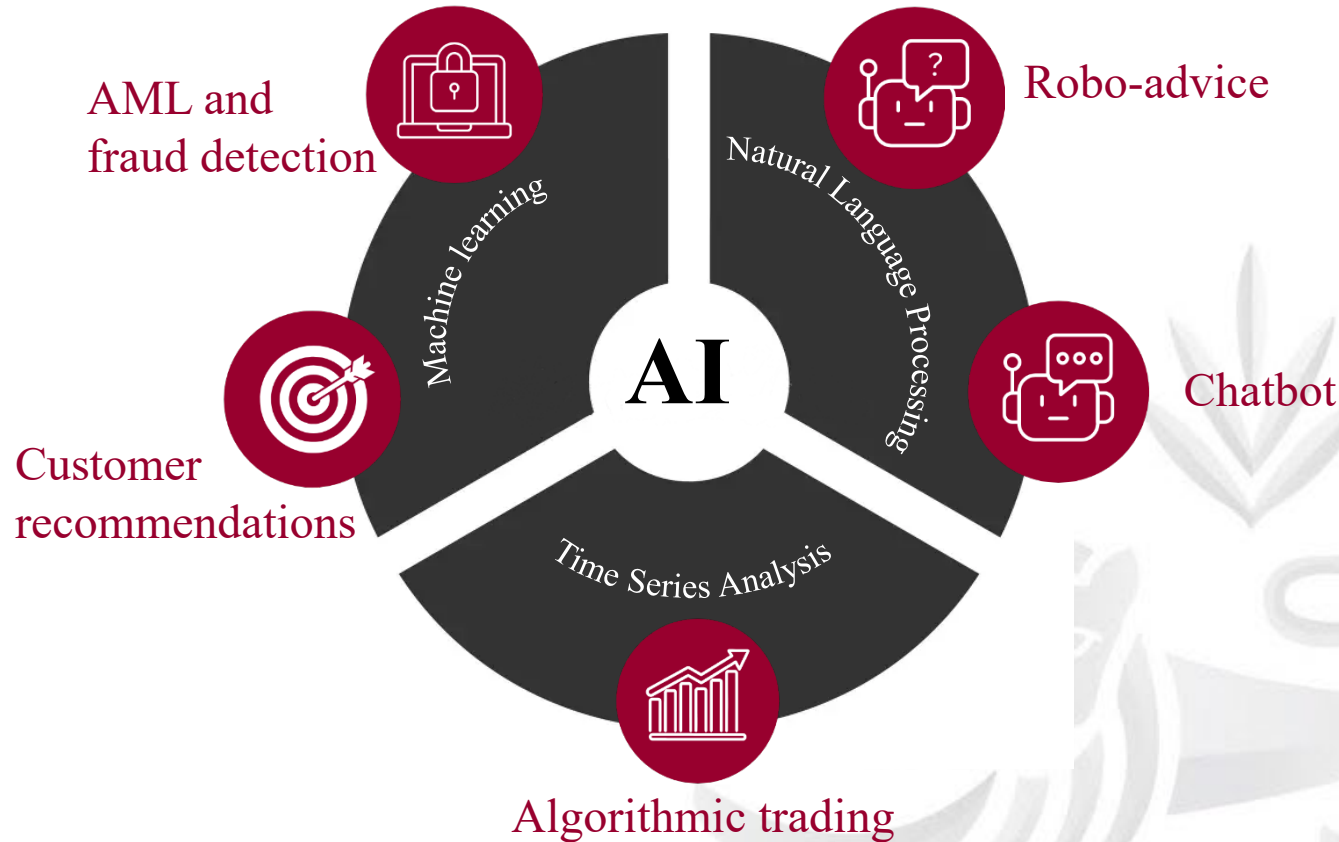 AML and
fraud detection
Machine learning
Customer
recommendations
AI
?
Robo-advice
Natural Language Processing
Chatbot
Time Series Analysis
Algorithmic trading